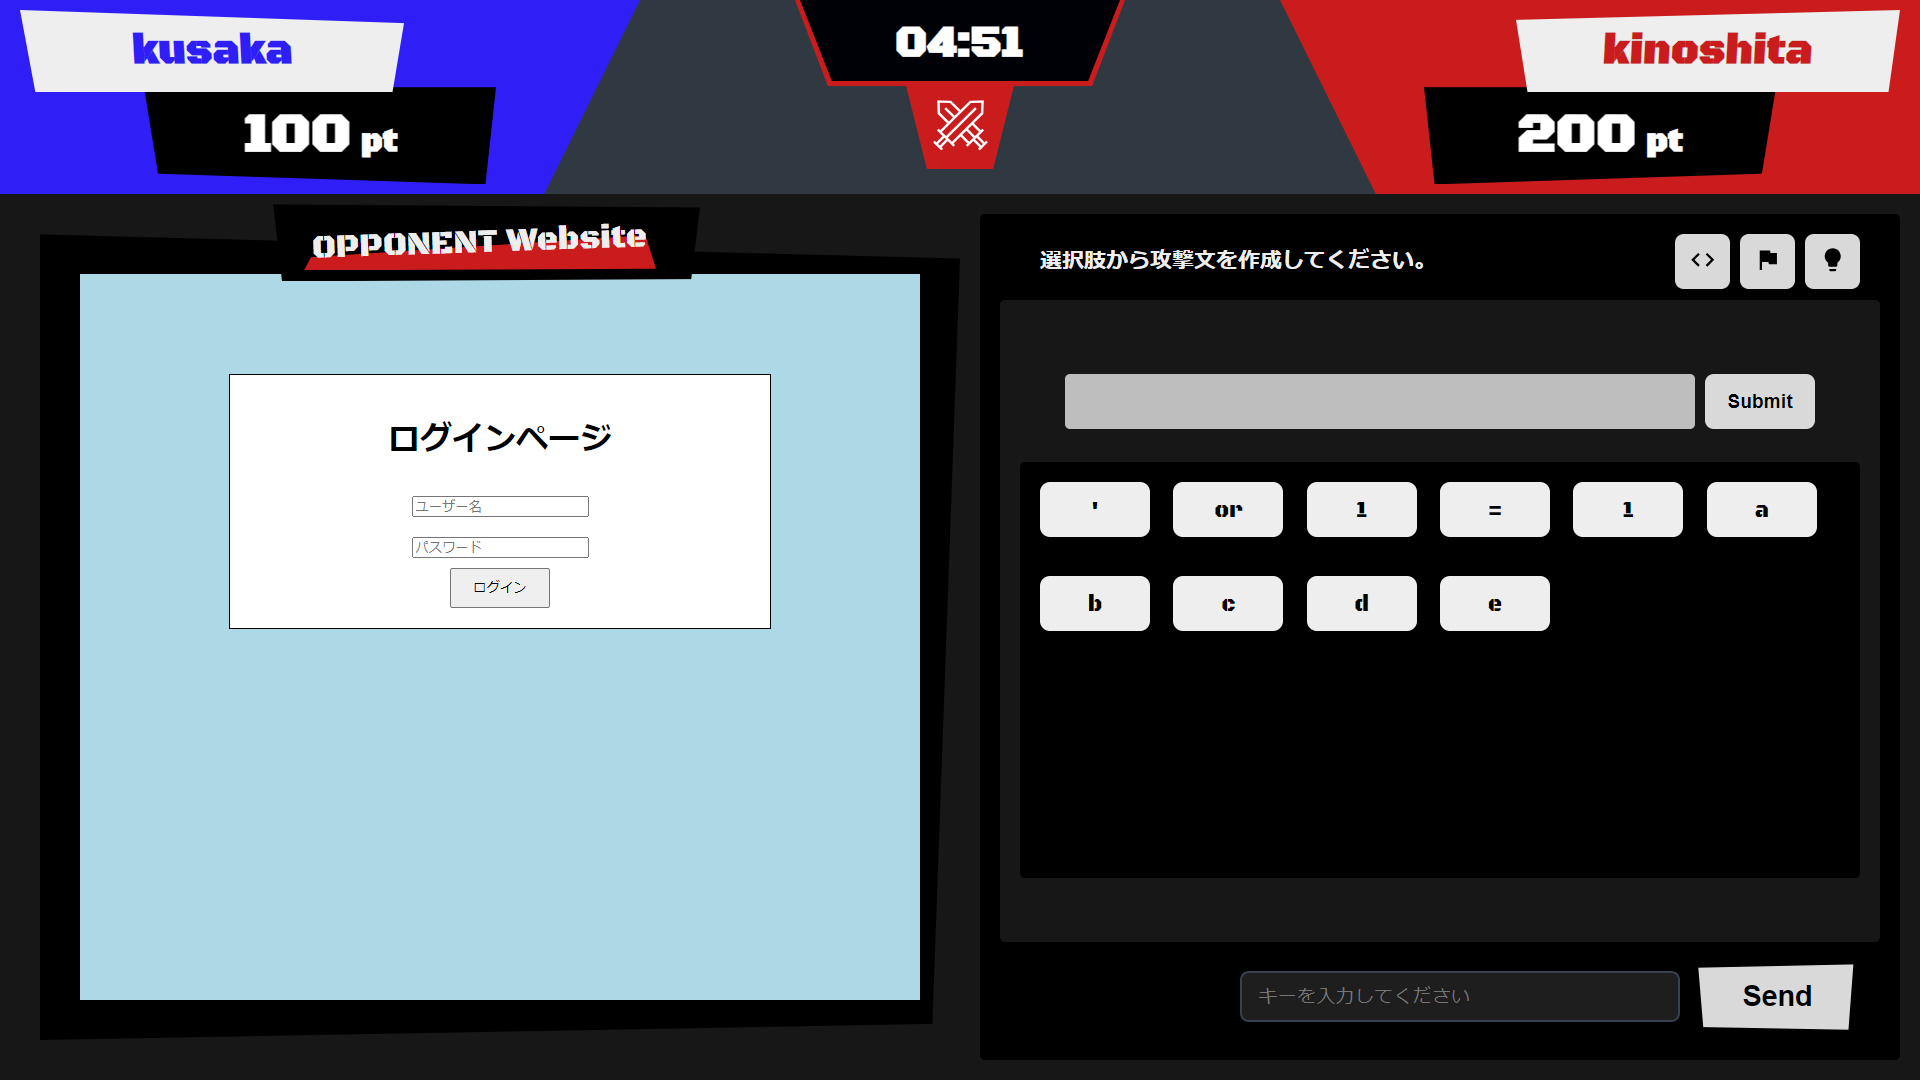 kusaka
100 pt
04:51
kinoshita
200 pt
OPPONENT Website
ログインページ
ユーザー名
パスワード
ログイン
選択肢から攻撃文を作成してください。
Submit
' or 1 = 1 a
b c d e
キーを入力してください
Send